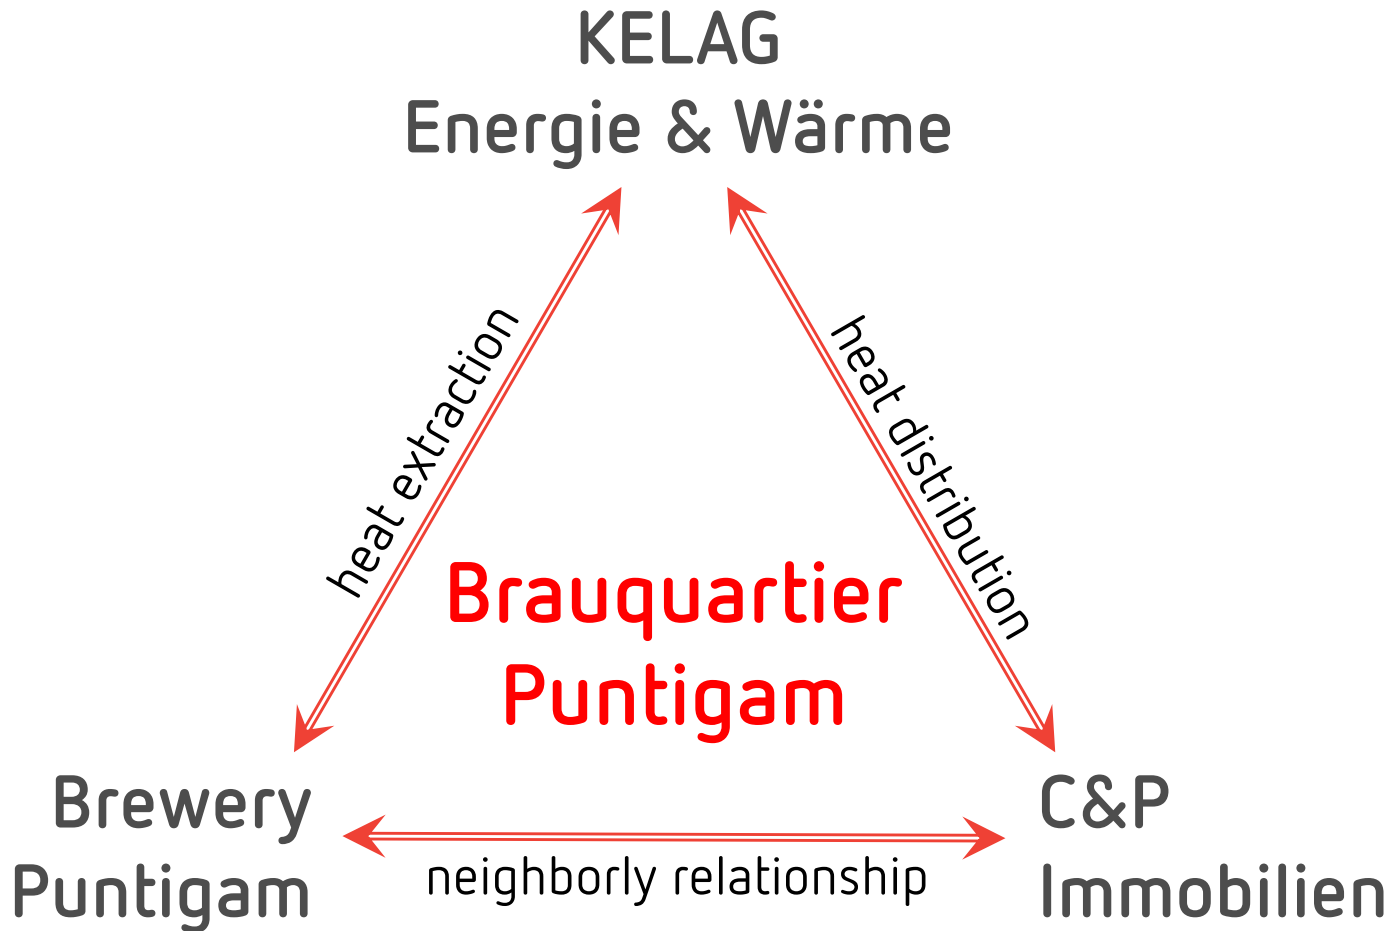 KELAG
Energie & Wärme
heat extraction
heat distribution
Brauquartier
Puntigam
Brewery
Puntigam
neighborly relationship
C&P
Immobilien